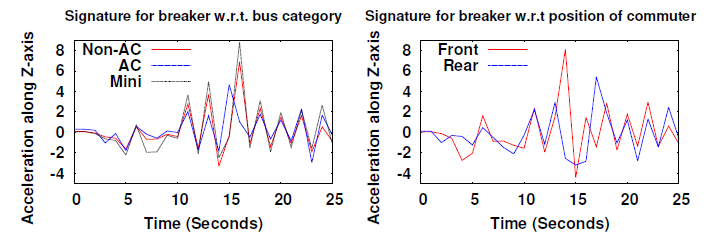 Signature for breaker w.r.t. bus category
Acceleration along Z-axis
8
6
4
2
0
-2
-4
Non-AC
AC
Mini
0 5 10 15 20 25
Time (Seconds)
Signature for breaker w.r.t position of commuter
Acceleration along Z-axis
8
6
4
2
0
-2
-4
Front
Rear
0 5 10 15 20 25
Time (Seconds)